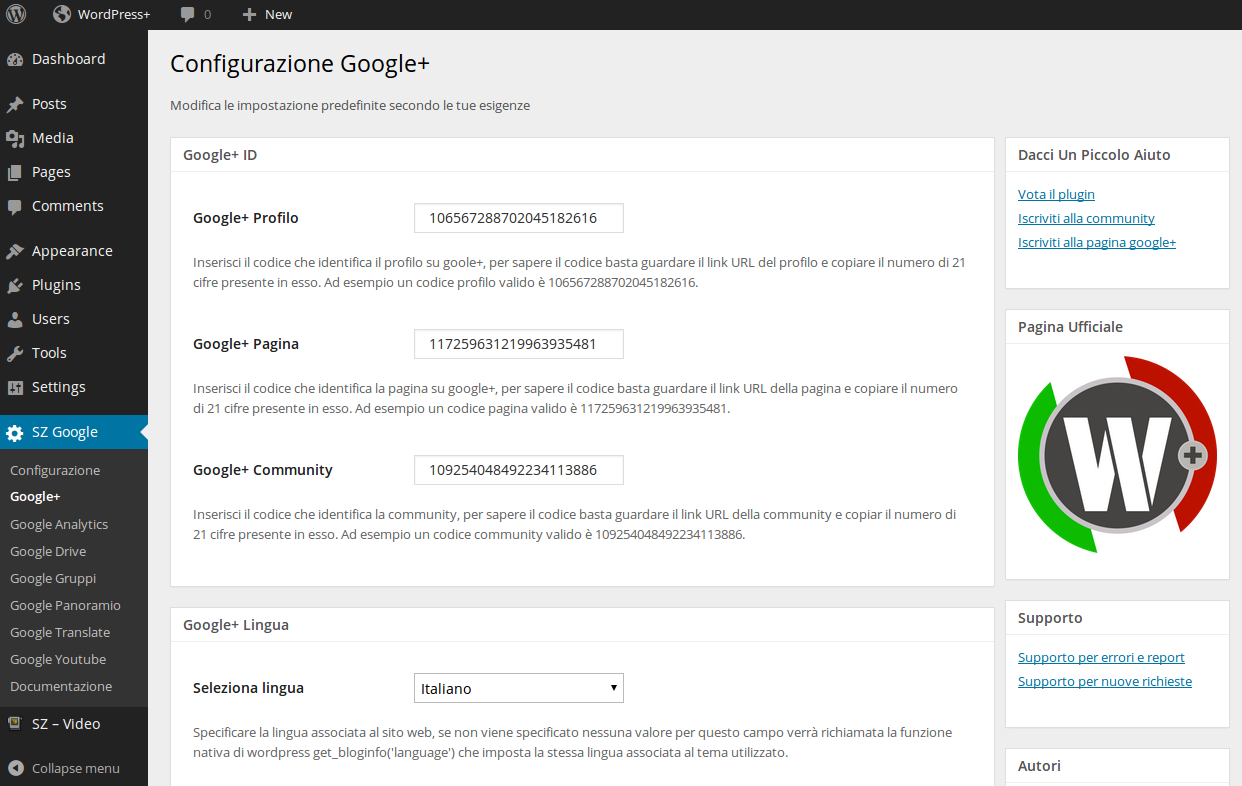 WordPress+
0
New
Dashboard
Posts
Media
Pages
Comments
Appearance
Plugins
Users
Tools
Settings
SZ Google
Configurazione
Google+
Google Analytics
Google Drive
Google Gruppi
Google Panoramio
Google Translate
Google Youtube
Documentazione
SZ – Video
Collapse menu
Configurazione Google+
Modifica le impostazione predefinite secondo le tue esigenze
Google+ ID
Google+ Profilo
106567288702045182616
Inserisci il codice che identifica il profilo su goole+, per sapere il codice basta guardare il link URL del profilo e copiare il numero di 21
cifre presente in esso. Ad esempio un codice profilo valido è 106567288702045182616.
Google+ Pagina
117259631219963935481
Inserisci il codice che identifica la pagina su google+, per sapere il codice basta guardare il link URL della pagina e copiare il numero
di 21 cifre presente in esso. Ad esempio un codice pagina valido è 117259631219963935481.
Google+ Community
109254048492234113886
Inserisci il codice che identifica la community, per sapere il codice basta guardare il link URL della community e copiar il numero di
21 cifre presente in esso. Ad esempio un codice community valido è 109254048492234113886.
Google+ Lingua
Seleziona lingua
Italiano
Specificare la lingua associata al sito web, se non viene specificato nessuna valore per questo campo verrà richiamata la funzione
nativa di wordpress get_bloginfo('language') che imposta la stessa lingua associata al tema utilizzato.
Dacci Un Piccolo Aiuto
Vota il plugin
Iscriviti alla community
Iscriviti alla pagina google+
Pagina Ufficiale
W+
Supporto
Supporto per errori e report
Supporto per nuove richieste
Autori